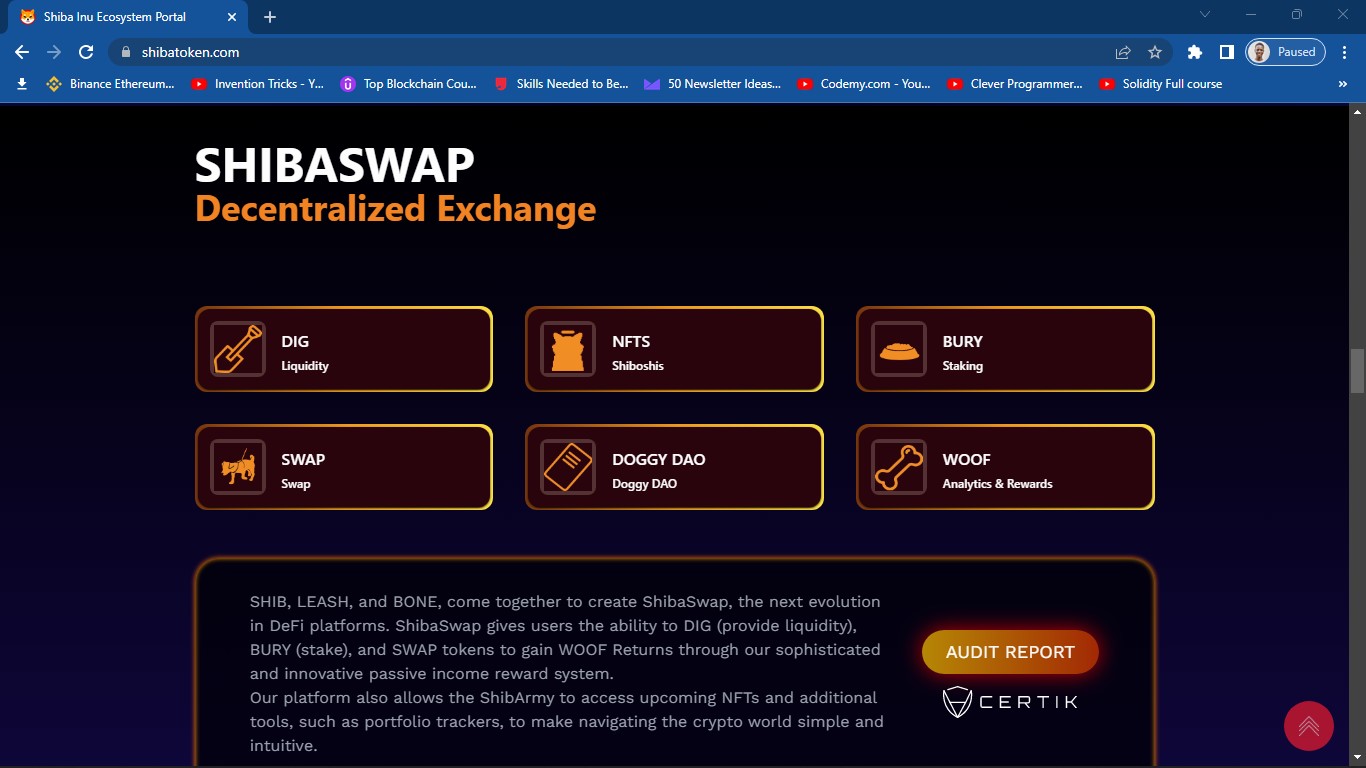 Shiba Inu Ecosystem Portal
shibatoken.com
Paused
Binance Ethereum...
Invention Tricks - Y...
Top Blockchain Cou...
Skills Needed to Be...
50 Newsletter Ideas...
Codemy.com - You...
Clever Programmer...
Solidity Full course
»
SHIBASWAP
Decentralized Exchange
DIG
Liquidity
NFTS
Shiboshis
BURY
Staking
SWAP
Swap
DOGGY DAO
Doggy DAO
WOOF
Analytics & Rewards
SHIB, LEASH, and BONE, come together to create ShibaSwap, the next evolution
in DeFi platforms. ShibaSwap gives users the ability to DIG (provide liquidity),
BURY (stake), and SWAP tokens to gain WOOF Returns through our sophisticated
and innovative passive income reward system.
Our platform also allows the ShibArmy to access upcoming NFTs and additional
tools, such as portfolio trackers, to make navigating the crypto world simple and
intuitive.
AUDIT REPORT
CERTIK